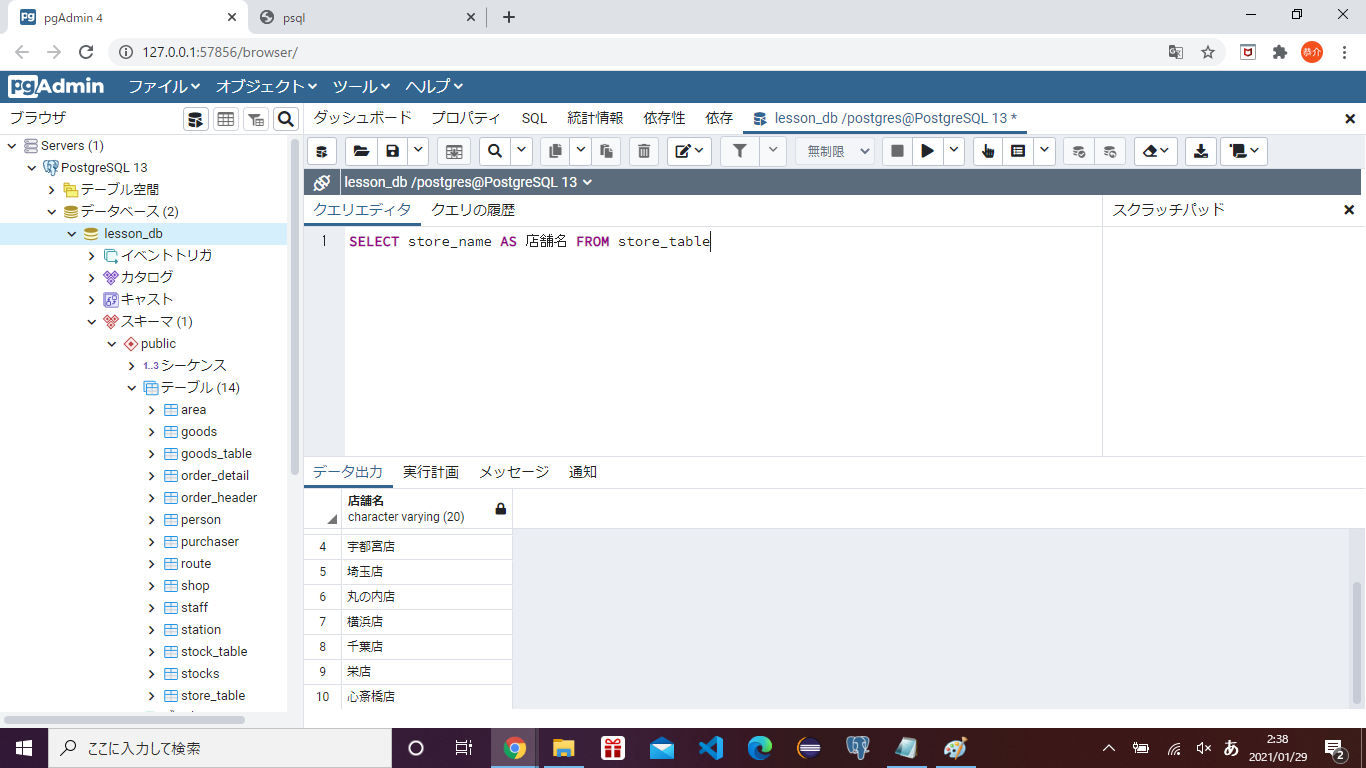 pgAdmin 4
psql
127.0.0.1:57856/browser/
恭介
pgAdmin ファイル オブジェクト ツール ヘルプ
ブラウザ
ダッシュボード プロパティ SQL 統計情報 依存性 依存 lesson_db /postgres@PostgreSQL 13 *
無制限
lesson_db /postgres@PostgreSQL 13
クエリエディタ クエリの履歴
スクラッチパッド
1 SELECT store_name AS 店舗名 FROM store_table
Servers (1)
PostgreSQL 13
テーブル空間
データベース (2)
lesson_db
イベントトリガ
カタログ
キャスト
スキーマ (1)
public
1..3 シーケンス
テーブル (14)
area
goods
goods_table
order_detail
order_header
person
purchaser
route
shop
staff
station
stock_table
stocks
store_table
データ出力 実行計画 メッセージ 通知
店舗名
character varying (20)
4 宇都宮店
5 埼玉店
6 丸の内店
7 横浜店
8 千葉店
9 栄店
10 心斎橋店
ここに入力して検索
あ
2:38
2021/01/29
2